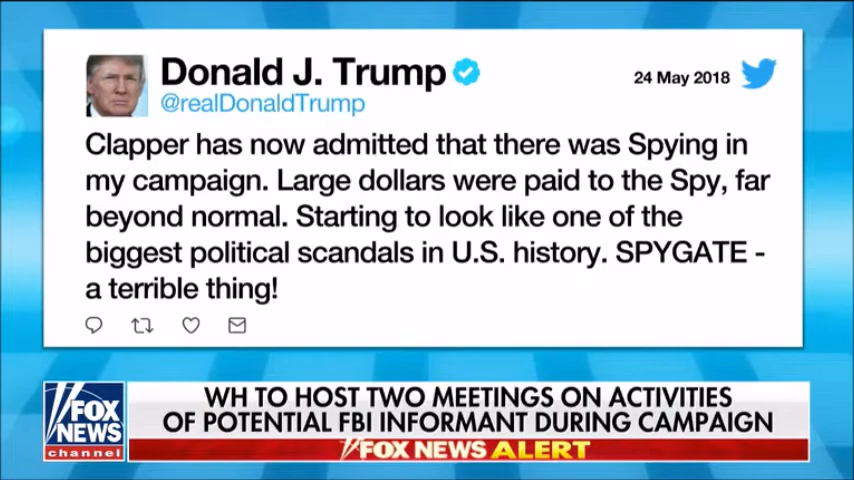 Donald J. Trump
@realDonaldTrump
24 May 2018
Clapper has now admitted that there was Spying in
my campaign. Large dollars were paid to the Spy, far
beyond normal. Starting to look like one of the
biggest political scandals in U.S. history. SPYGATE -
a terrible thing!
FOX
NEWS
channel
WH TO HOST TWO MEETINGS ON ACTIVITIES
OF POTENTIAL FBI INFORMANT DURING CAMPAIGN
FOX NEWS ALERT